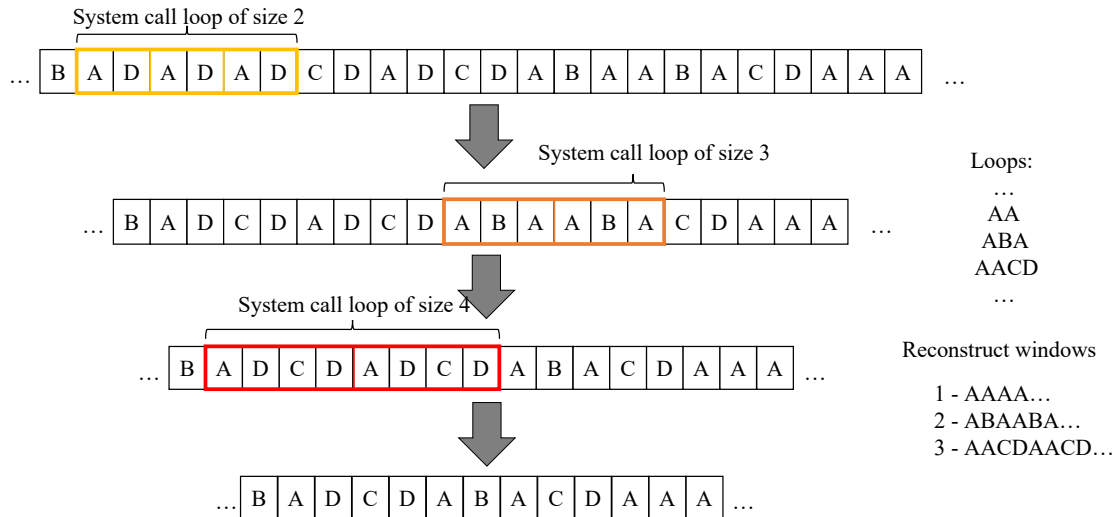 System call loop of size 2
... B A D A D A D C D A D C D A B A A B A C D A A A ...
System call loop of size 3
... B A D C D A D C D A B A A B A C D A A A ...
System call loop of size 4
... B A D C D A D C D A B A C D A A A ...
... B A D C D A B A C D A A A ...
Loops:
...
AA
ABA
AACD
...
Reconstruct windows
1 - AAAA...
2 - ABAABA...
3 - AACDAACD...